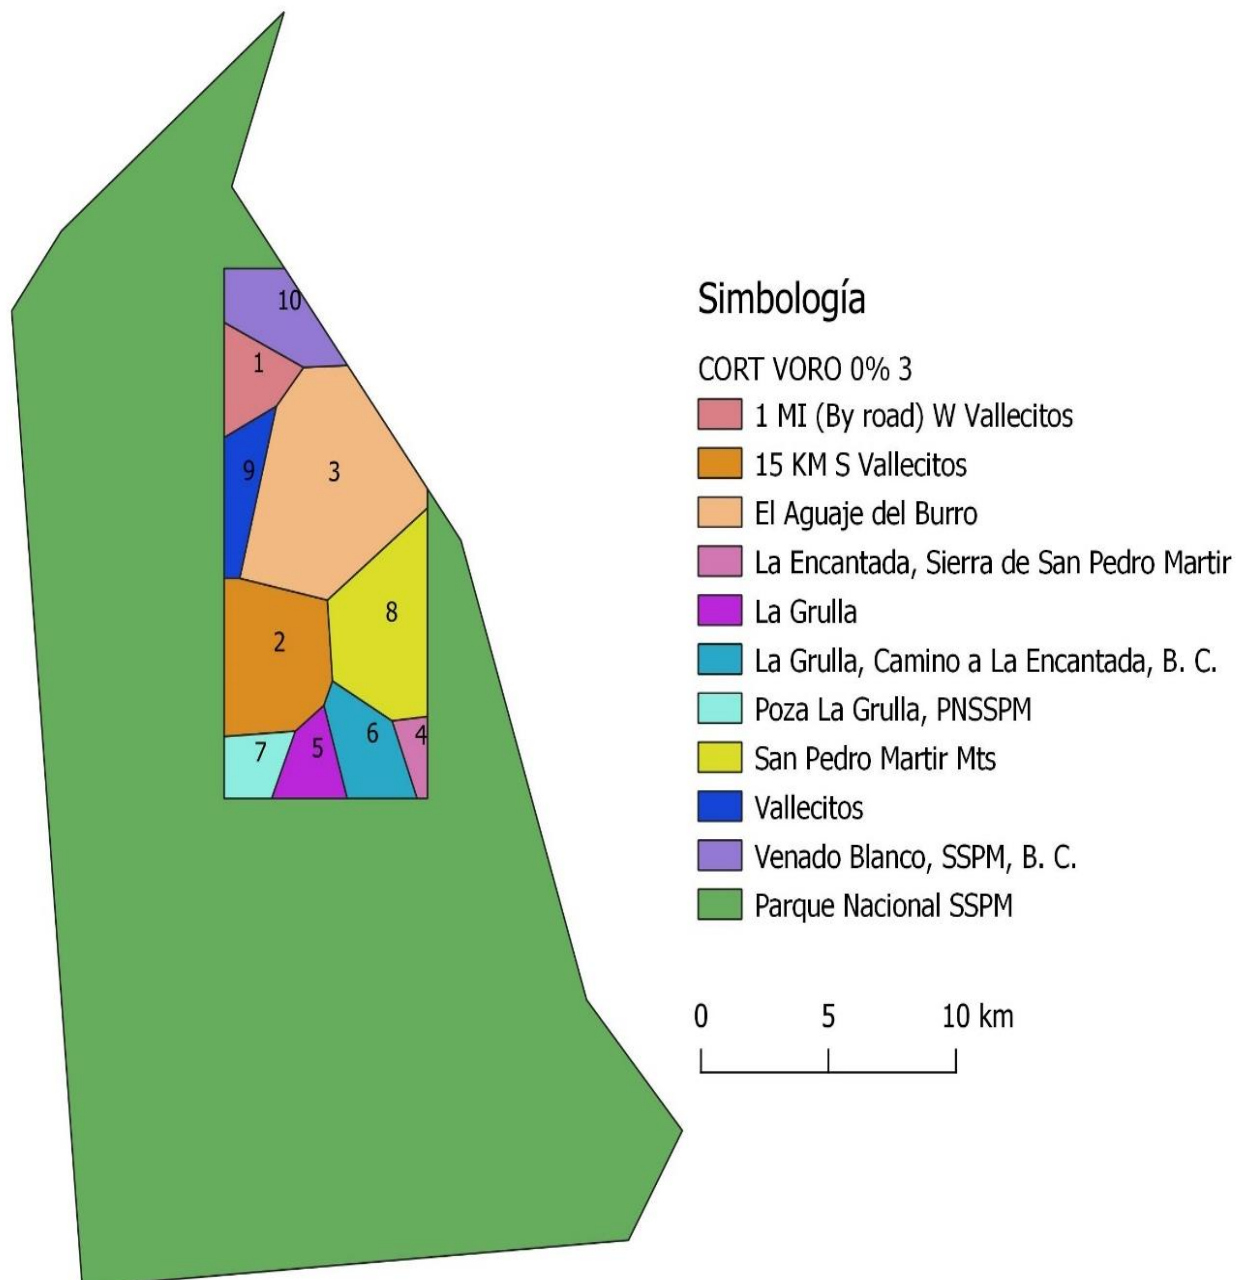 10
1
9
3
2
8
7
5
6
4
Simbología
CORT VORO 0% 3
1 MI (By road) W Vallecitos
15 KM S Vallecitos
El Aguaje del Burro
La Encantada, Sierra de San Pedro Martir
La Grulla
La Grulla, Camino a La Encantada, B. C.
Poza La Grulla, PNSSPM
San Pedro Martir Mts
Vallecitos
Venado Blanco, SSPM, B. C.
Parque Nacional SSPM
0 5 10 km